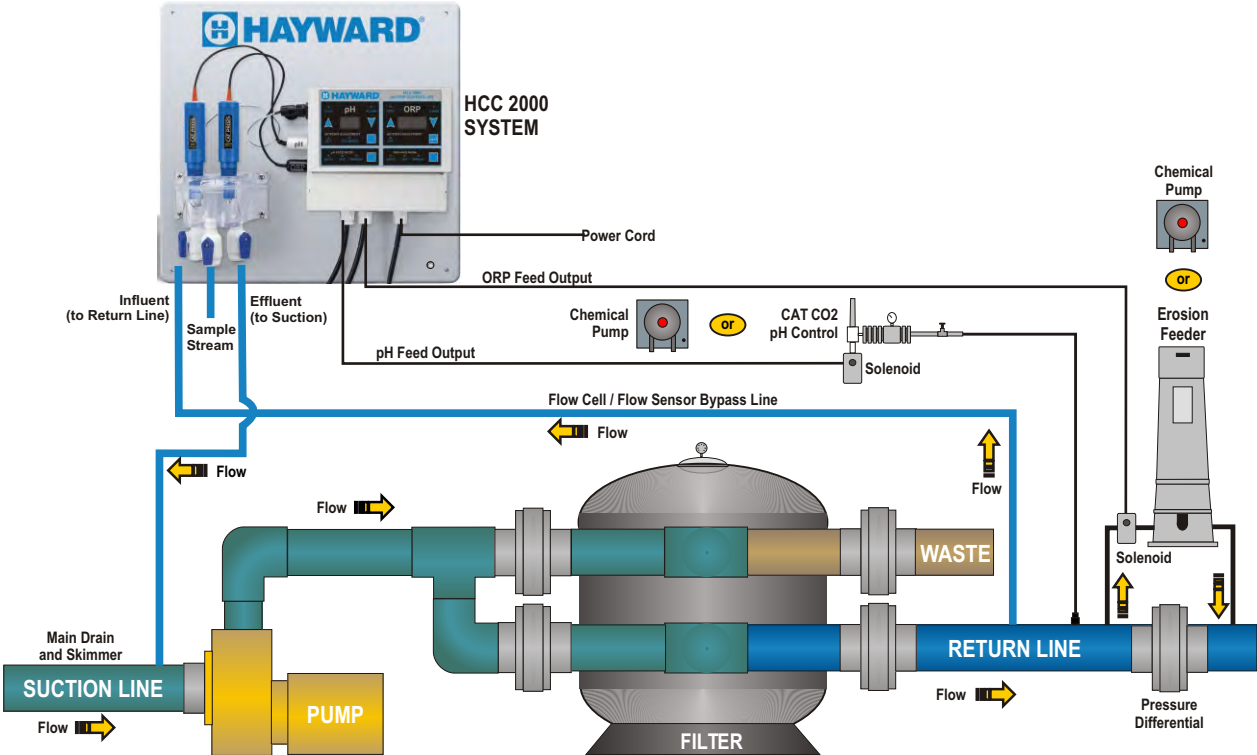 HAYWARD®
HAYWARD
pH
ORP
pH
HCC 2000
SYSTEM
Chemical
Pump
or
Erosion
Feeder
Power Cord
ORP Feed Output
Influent
(to Return Line)
Sample
Stream
Effluent
(to Suction)
Chemical
Pump
or
CAT CO2
pH Control
pH Feed Output
Solenoid
Flow Cell / Flow Sensor Bypass Line
Flow
Flow
Flow
Flow
WASTE
Solenoid
Main Drain
and Skimmer
SUCTION LINE
RETURN LINE
Flow
PUMP
Flow
Pressure
Differential
FILTER